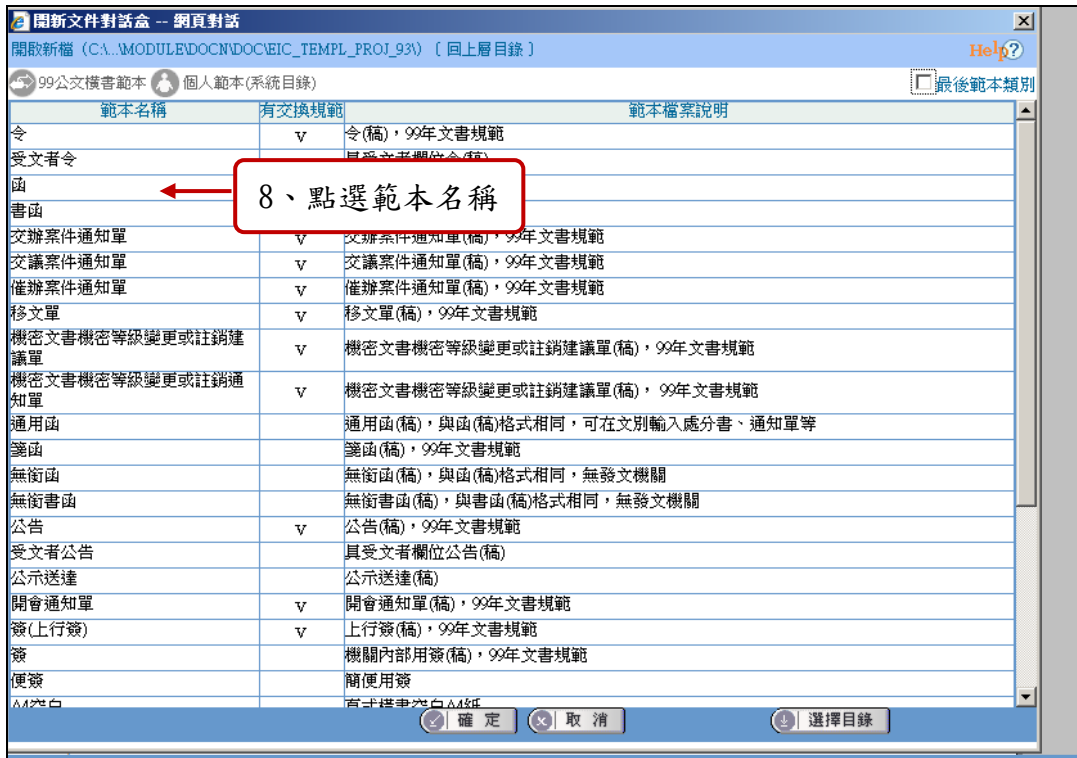 開新文件對話盒 -- 網頁對話
開啟新檔 (C:\...\MODULE\DOCN\DOC\EIC_TEMPL_PROJ_93\) 〔 回上層目錄 〕 Help?
99公文橫書範本 個人範本(系統目錄) 最後範本類別
範本名稱 有交換規範 範本檔案說明
令 v 令(稿),99年文書規範
受文者令 具受文者欄位令(稿)
函
8、點選範本名稱
書函
交辦案件通知單 v 交辦案件通知單(稿),99年文書規範
交議案件通知單 v 交議案件通知單(稿),99年文書規範
催辦案件通知單 v 催辦案件通知單(稿),99年文書規範
移文單 v 移文單(稿),99年文書規範
機密文書機密等級變更或註銷建
議單 v 機密文書機密等級變更或註銷建議單(稿),99年文書規範
機密文書機密等級變更或註銷通
知單 v 機密文書機密等級變更或註銷建議單(稿), 99年文書規範
通用函 通用函(稿),與函(稿)格式相同,可在文別輸入處分書、通知單等
箋函 箋函(稿),99年文書規範
無銜函 無銜函(稿),與函(稿)格式相同,無發文機關
無銜書函 無銜書函(稿),與書函(稿)格式相同,無發文機關
公告 v 公告(稿),99年文書規範
受文者公告 具受文者欄位公告(稿)
公示送達 公示送達(稿)
開會通知單 v 開會通知單(稿),99年文書規範
簽(上行簽) v 上行簽(稿),99年文書規範
簽 機關內部用簽(稿),99年文書規範
便簽 簡便用簽
A4空白 直式橫書空白A4紙
確 定 取 消 選擇目錄